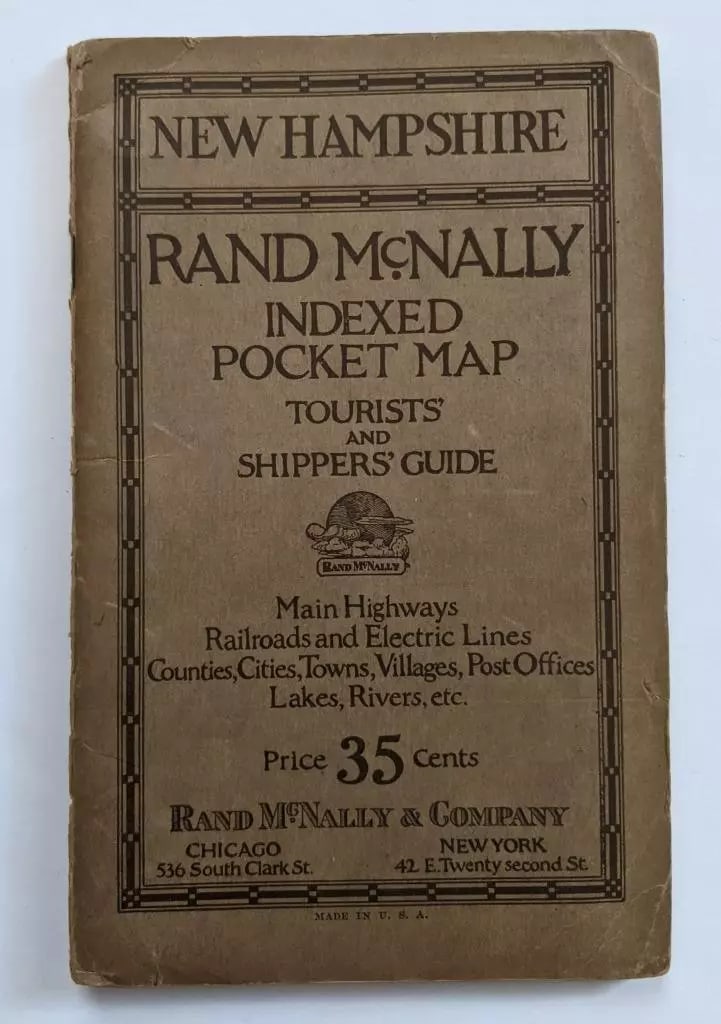 NEW HAMPSHIRE
RAND MCNALLY
INDEXED
POCKET MAP
TOURISTS'
AND
SHIPPERS' GUIDE
RAND MCNALLY
Main Highways
Railroads and Electric Lines
Counties, Cities, Towns, Villages, Post Offices
Lakes, Rivers, etc.
Price 35 Cents
RAND MCNALLY & COMPANY
CHICAGO
536 South Clark St.
NEW YORK
42 E. Twenty second St.
MADE IN U. S. A.